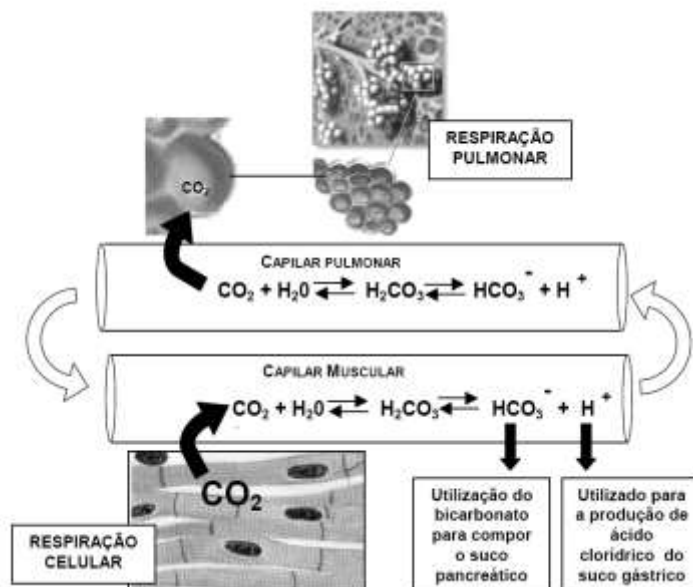 RESPIRAÇÃO
PULMONAR
CO₂
CAPILAR PULMONAR
CO₂ + H₂0 ⇌ H₂CO₃ ⇌ HCO₃⁻ + H⁺
CAPILAR MUSCULAR
CO₂ + H₂0 ⇌ H₂CO₃ ⇌ HCO₃⁻ + H⁺
CO₂
RESPIRAÇÃO
CELULAR
Utilização do
bicarbonato
para compor
o suco
pancreático
Utilizado para
a produção de
ácido
clorídrico do
suco gástrico